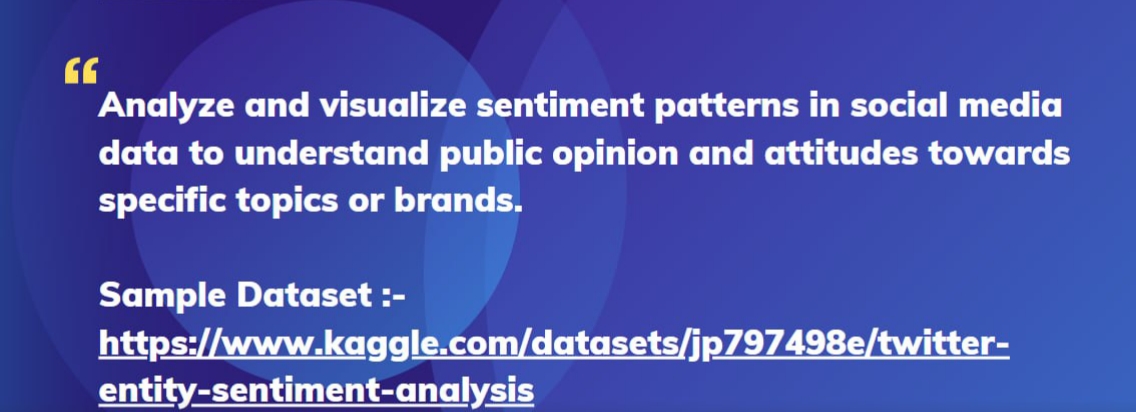 “
Analyze and visualize sentiment patterns in social media
data to understand public opinion and attitudes towards
specific topics or brands.
Sample Dataset :-
https://www.kaggle.com/datasets/jp797498e/twitter-
entity-sentiment-analysis